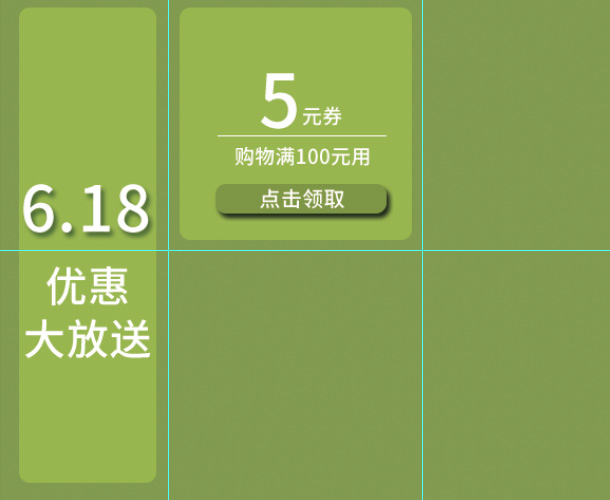 6.18
优惠
大放送
5元券
购物满100元用
点击领取